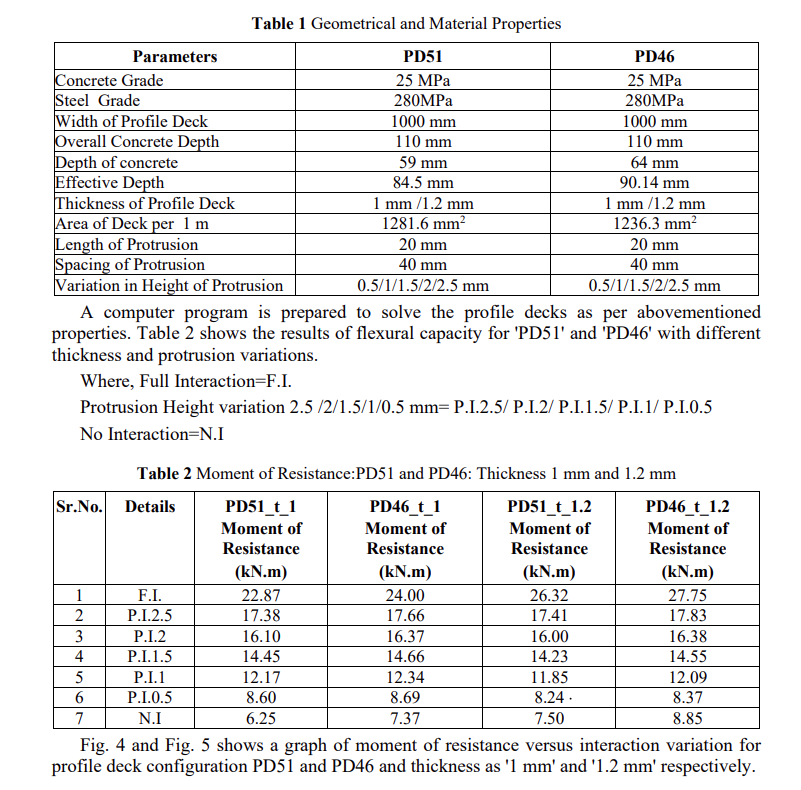 Table 1 Geometrical and Material Properties
Parameters PD51 PD46
Concrete Grade 25 MPa 25 MPa
Steel Grade 280MPa 280MPa
Width of Profile Deck 1000 mm 1000 mm
Overall Concrete Depth 110 mm 110 mm
Depth of concrete 59 mm 64 mm
Effective Depth 84.5 mm 90.14 mm
Thickness of Profile Deck 1 mm /1.2 mm 1 mm /1.2 mm
Area of Deck per 1 m 1281.6 mm² 1236.3 mm²
Length of Protrusion 20 mm 20 mm
Spacing of Protrusion 40 mm 40 mm
Variation in Height of Protrusion 0.5/1/1.5/2/2.5 mm 0.5/1/1.5/2/2.5 mm
A computer program is prepared to solve the profile decks as per abovementioned
properties. Table 2 shows the results of flexural capacity for 'PD51' and 'PD46' with different
thickness and protrusion variations.
Where, Full Interaction=F.I.
Protrusion Height variation 2.5 /2/1.5/1/0.5 mm= P.I.2.5/ P.I.2/ P.I.1.5/ P.I.1/ P.I.0.5
No Interaction=N.I
Table 2 Moment of Resistance:PD51 and PD46: Thickness 1 mm and 1.2 mm
Sr.No. Details PD51_t_1 PD46_t_1 PD51_t_1.2 PD46_t_1.2
Moment of Moment of Moment of Moment of
Resistance Resistance Resistance Resistance
(kN.m) (kN.m) (kN.m) (kN.m)
1 F.I. 22.87 24.00 26.32 27.75
2 P.I.2.5 17.38 17.66 17.41 17.83
3 P.I.2 16.10 16.37 16.00 16.38
4 P.I.1.5 14.45 14.66 14.23 14.55
5 P.I.1 12.17 12.34 11.85 12.09
6 P.I.0.5 8.60 8.69 8.24 · 8.37
7 N.I 6.25 7.37 7.50 8.85
Fig. 4 and Fig. 5 shows a graph of moment of resistance versus interaction variation for
profile deck configuration PD51 and PD46 and thickness as '1 mm' and '1.2 mm' respectively.